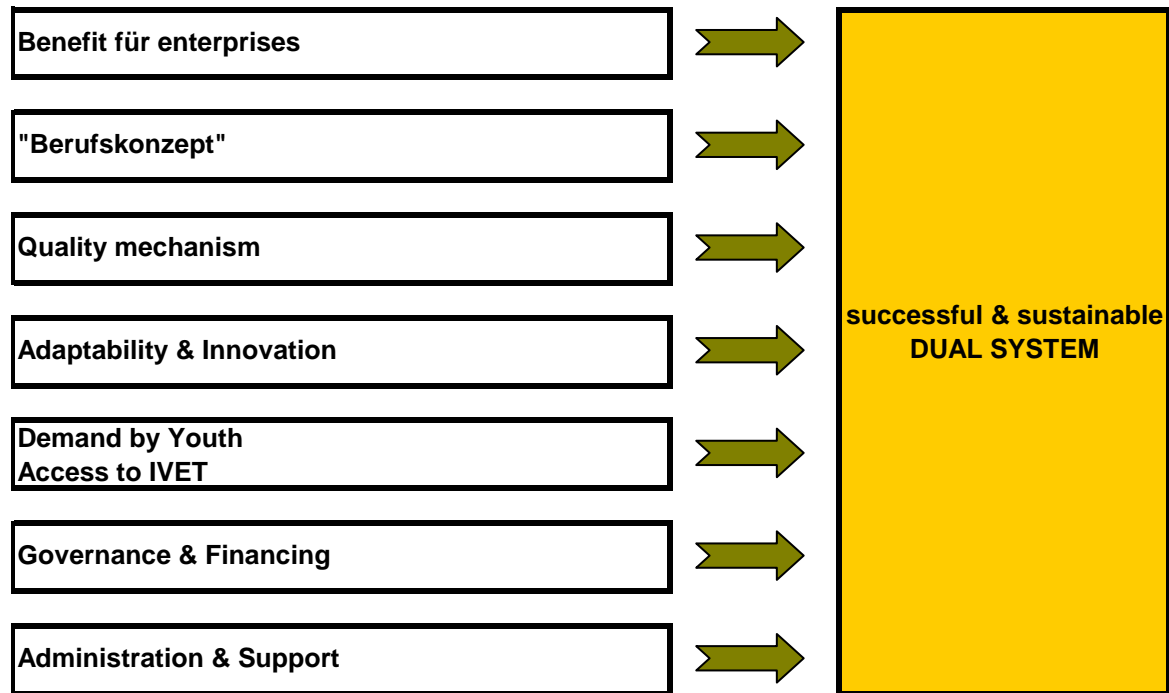 Benefit für enterprises
"Berufskonzept"
Quality mechanism
Adaptability & Innovation
Demand by Youth
Access to IVET
Governance & Financing
Administration & Support
successful & sustainable
DUAL SYSTEM